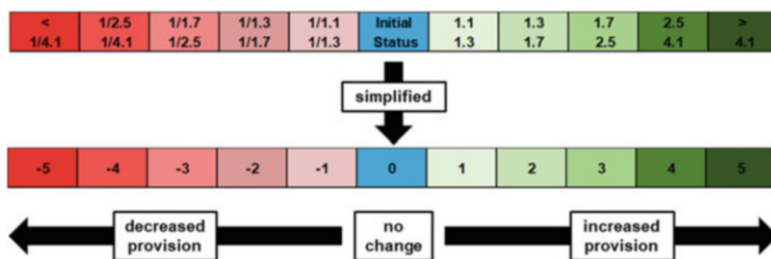 < 1/2.5 1/1.7 1/1.3 1/1.1 Initial 1.1 1.3 1.7 2.5 >
1/4.1 1/4.1 1/2.5 1/1.7 1/1.3 Status 1.3 1.7 2.5 4.1 4.1
simplified
-5 -4 -3 -2 -1 0 1 2 3 4 5
decreased no increased
provision change provision